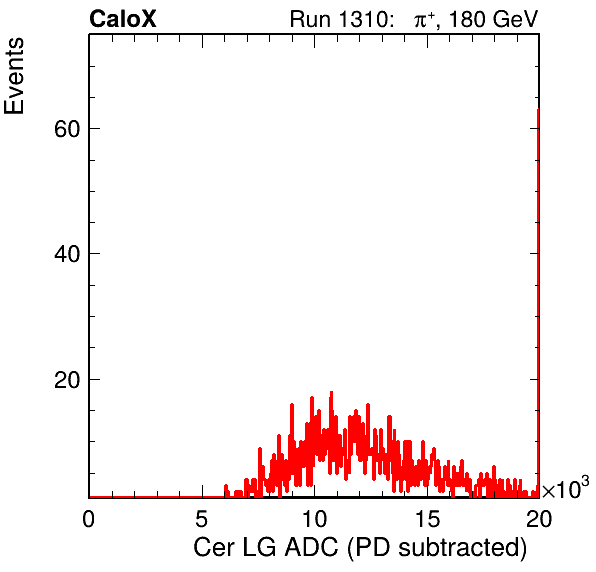 CaloX Run 1310: π⁺, 180 GeV
Events
60
40
20
0 5 10 15 20
×10³
Cer LG ADC (PD subtracted)